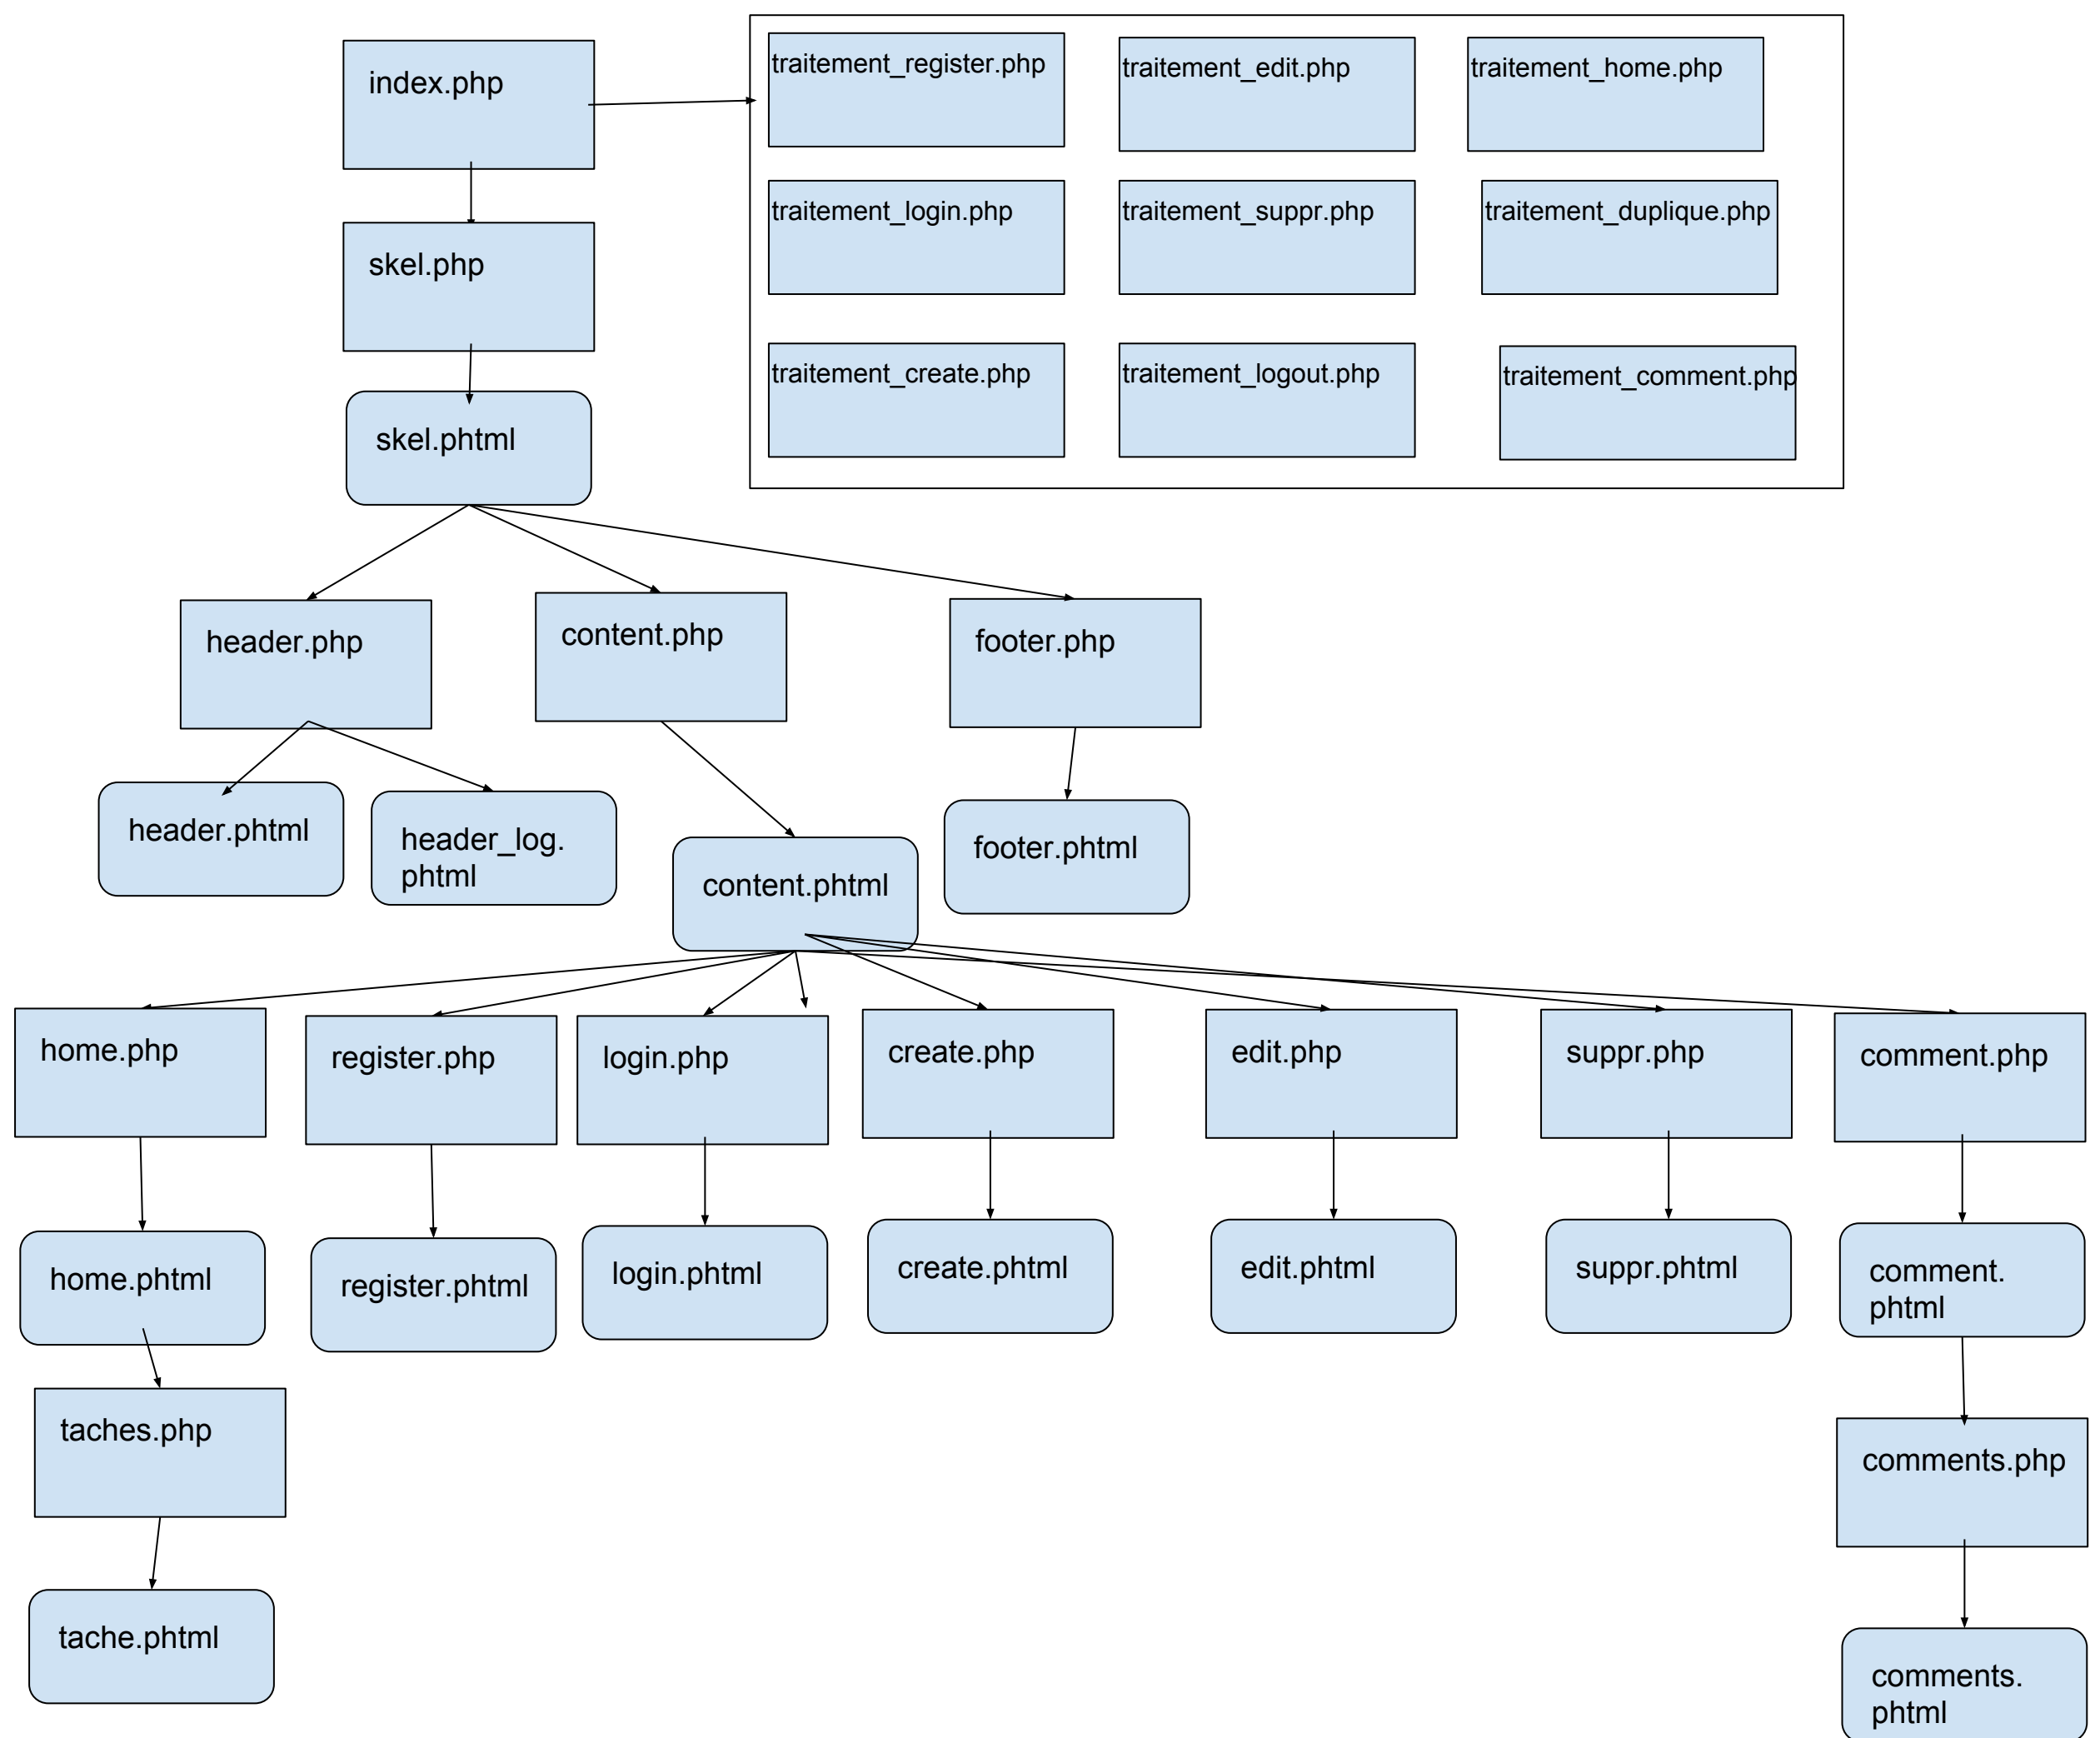 index.php
traitement_register.php
traitement_edit.php
traitement_home.php
skel.php
traitement_login.php
traitement_suppr.php
traitement_duplique.php
skel.phtml
traitement_create.php
traitement_logout.php
traitement_comment.php
header.php
content.php
footer.php
header.phtml
header_log.
phtml
content.phtml
footer.phtml
home.php
register.php
login.php
create.php
edit.php
suppr.php
comment.php
home.phtml
register.phtml
login.phtml
create.phtml
edit.phtml
suppr.phtml
comment.
phtml
taches.php
comments.php
tache.phtml
comments.
phtml